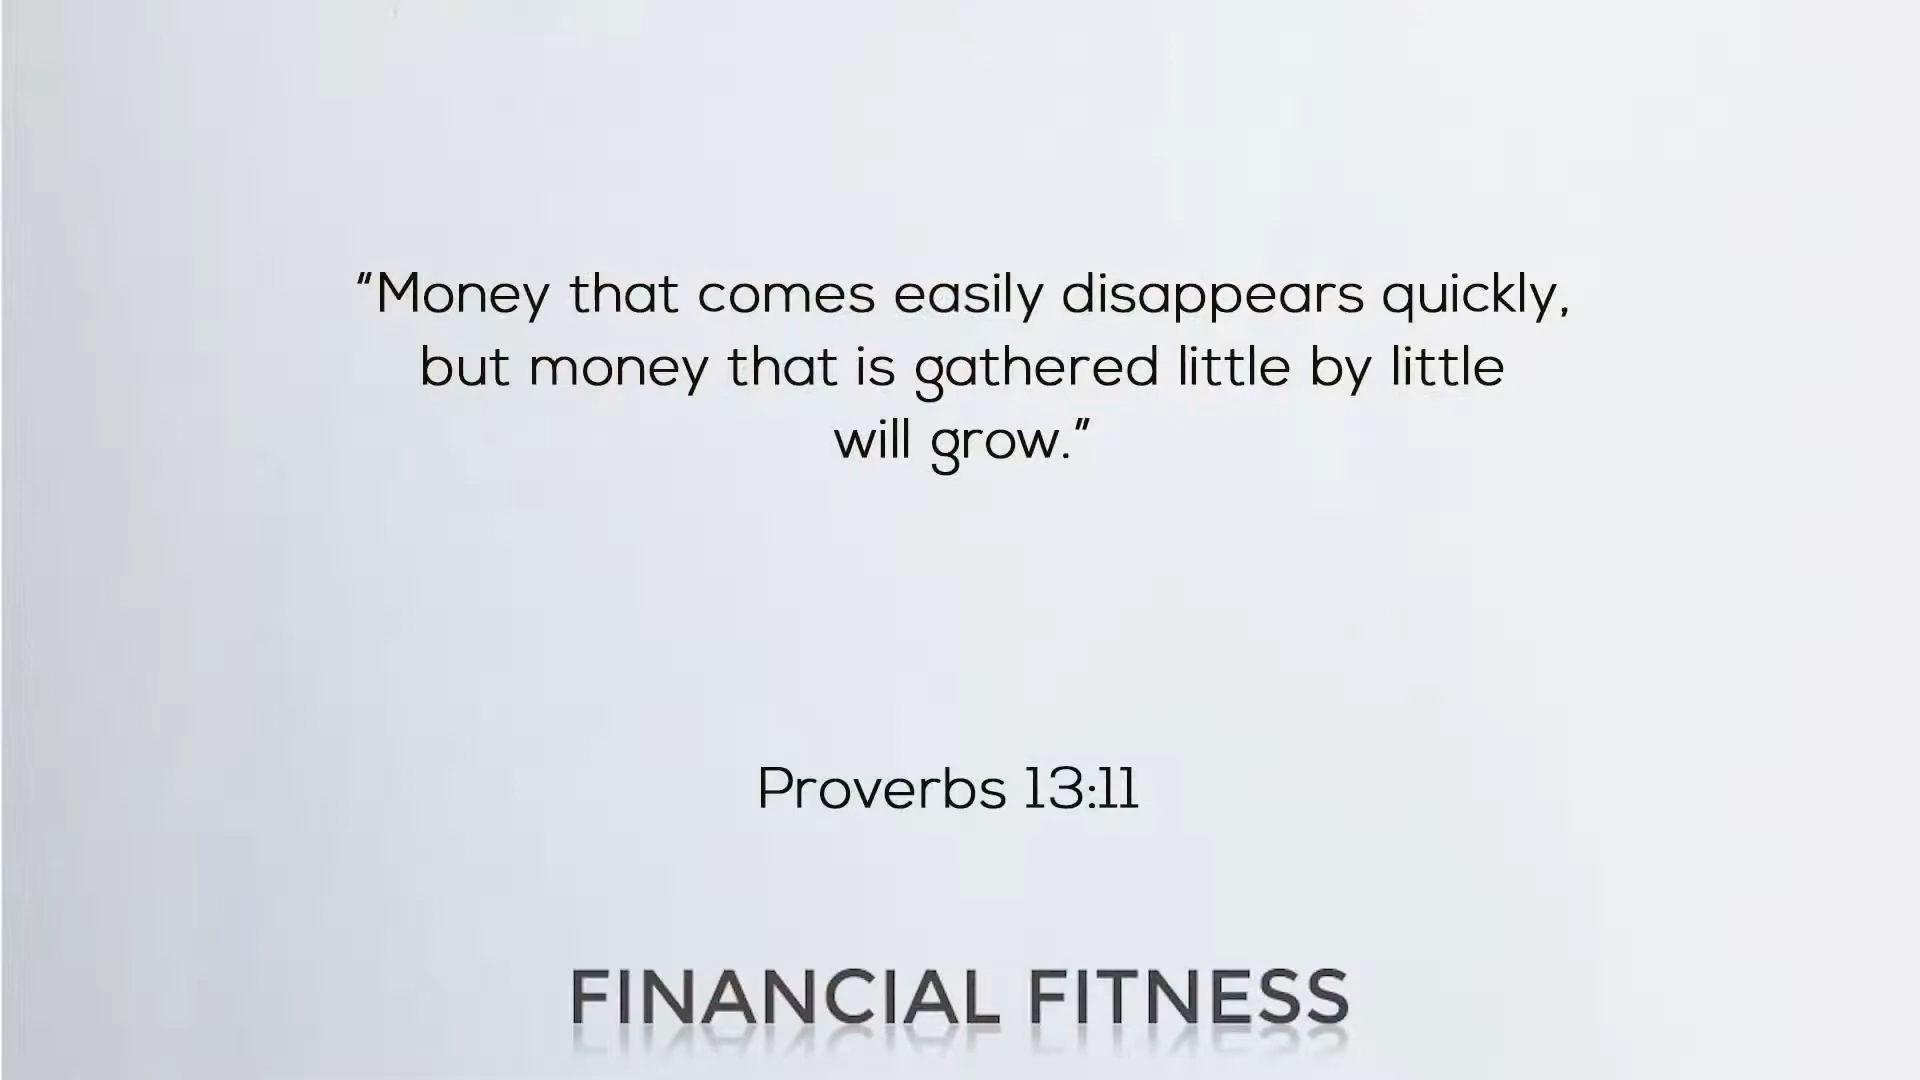 “Money that comes easily disappears quickly,
but money that is gathered little by little
will grow.”
Proverbs 13:11
FINANCIAL FITNESS